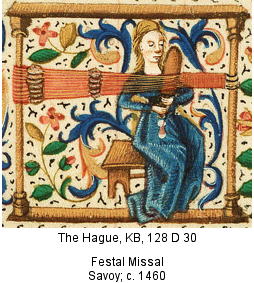 The Hague, KB, 128 D 30
Festal Missal
Savoy; c. 1460